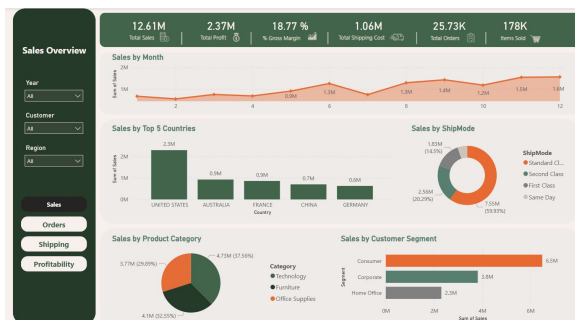 Sales Overview
Year
All
Customer
All
Region
All
Sales
Orders
Shipping
Profitability
12.61M
Total Sales
2.37M
Total Profit
18.77 %
% Gross Margin
1.06M
Total Shipping Cost
25.73K
Total Orders
178K
Items Sold
Sales by Month
Sum of Sales
2M
1M
0.9M
1.3M
1.3M
1.4M
1.2M
1.5M
1.6M
2
4
6
8
10
12
Sales by Top 5 Countries
Sum of Sales
2M
1M
0M
2.3M
0.9M
0.9M
0.7M
0.6M
UNITED STATES
AUSTRALIA
FRANCE
CHINA
GERMANY
Country
Sales by ShipMode
1.83M
(14.5%)
2.56M
(20.29%)
7.55M
(59.93%)
ShipMode
Standard Cl...
Second Class
First Class
Same Day
Sales by Product Category
4.73M (37.56%)
3.77M (29.89%)
4.1M (32.55%)
Category
Technology
Furniture
Office Supplies
Sales by Customer Segment
Segment
Consumer
6.5M
Corporate
3.8M
Home Office
2.3M
0M
2M
4M
6M
Sum of Sales